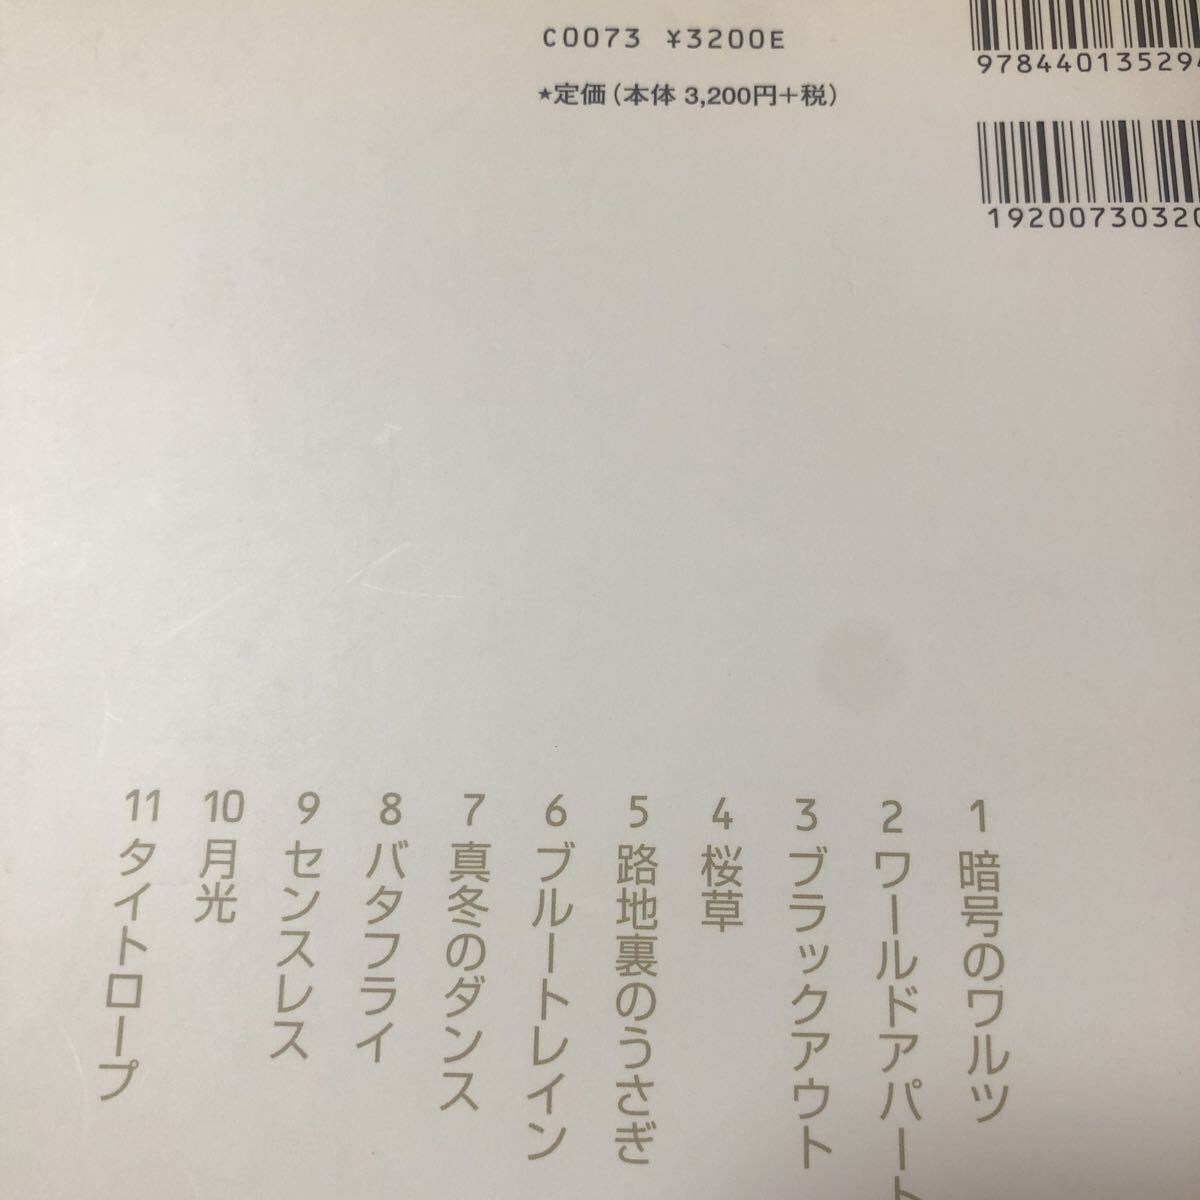 C0073 ¥3200E
★定価(本体 3,200円+税)
978440135294
19200730320
1 暗号のワルツ
2 ワールドアパート
3 ブラックアウト
4 桜草
5 路地裏のうさぎ
6 ブルートレイン
7 真冬のダンス
8 バタフライ
9 センスレス
10 月光
11 タイトロープ